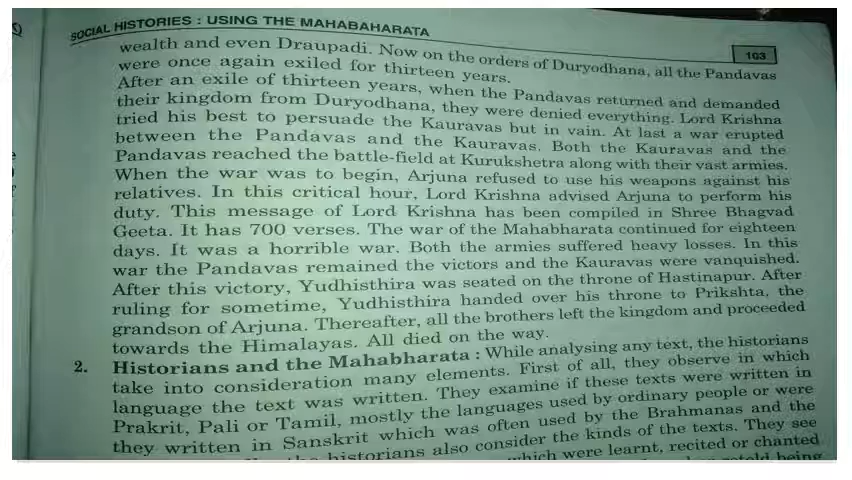 SOCIAL HISTORIES : USING THE MAHABAHARATA
103
wealth and even Draupadi. Now on the orders of Duryodhana, all the Pandavas
were once again exiled for thirteen years.
After an exile of thirteen years, when the Pandavas returned and demanded
their kingdom from Duryodhana, they were denied everything. Lord Krishna
tried his best to persuade the Kauravas but in vain. At last a war erupted
between the Pandavas and the Kauravas. Both the Kauravas and the
Pandavas reached the battle-field at Kurukshetra along with their vast armies.
When the war was to begin, Arjuna refused to use his weapons against his
relatives. In this critical hour, Lord Krishna advised Arjuna to perform his
duty. This message of Lord Krishna has been compiled in Shree Bhagvad
Geeta. It has 700 verses. The war of the Mahabharata continued for eighteen
days. It was a horrible war. Both the armies suffered heavy losses. In this
war the Pandavas remained the victors and the Kauravas were vanquished.
After this victory, Yudhisthira was seated on the throne of Hastinapur. After
ruling for sometime, Yudhisthira handed over his throne to Prikshta, the
grandson of Arjuna. Thereafter, all the brothers left the kingdom and proceeded
towards the Himalayas. All died on the way.
2. Historians and the Mahabharata : While analysing any text, the historians
take into consideration many elements. First of all, they observe in which
language the text was written. They examine if these texts were written in
Prakrit, Pali or Tamil, mostly the languages used by ordinary people or were
they written in Sanskrit which was often used by the Brahmanas and the
the historians also consider the kinds of the texts. They see
which were learnt, recited or chanted
retold being